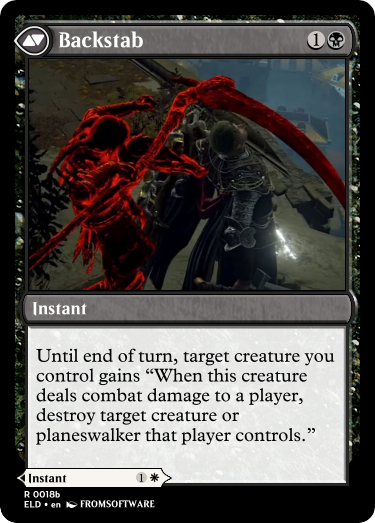 Backstab 1
Instant
Until end of turn, target creature you
control gains “When this creature
deals combat damage to a player,
destroy target creature or
planeswalker that player controls.”
Instant 1
R 0018b
ELD • en FROMSOFTWARE